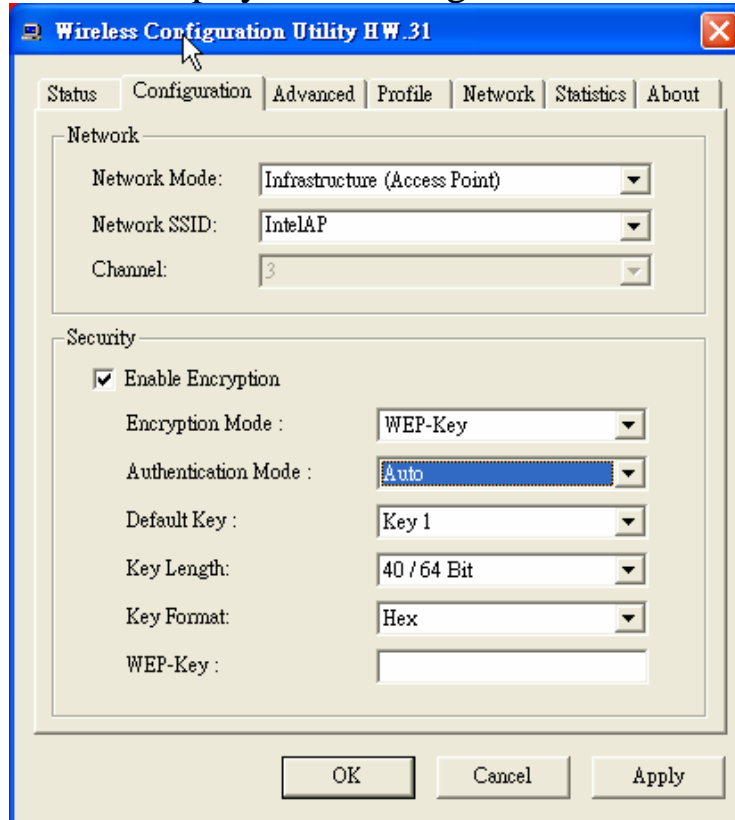 Wireless Configuration Utility HW.31
Status Configuration Advanced Profile Network Statistics About
Network
Network Mode: Infrastructure (Access Point)
Network SSID: IntelAP
Channel: 3
Security
Enable Encryption
Encryption Mode : WEP-Key
Authentication Mode : Auto
Default Key : Key 1
Key Length: 40 / 64 Bit
Key Format: Hex
WEP-Key :
OK Cancel Apply